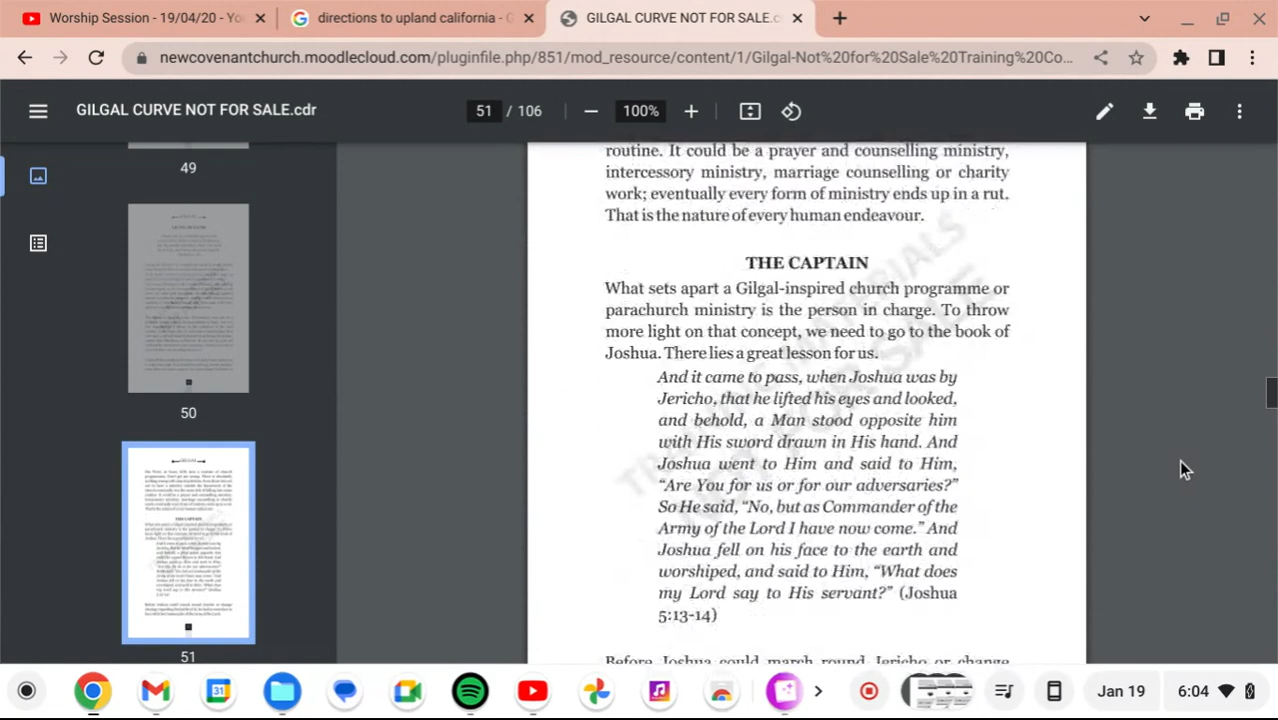 Worship Session - 19/04/20 - Yo
directions to upland california - G
GILGAL CURVE NOT FOR SALE.c
newcovenantchurch.moodlecloud.com/pluginfile.php/851/mod_resource/content/1/Gilgal-Not%20for%20Sale%20Training%20Co...
GILGAL CURVE NOT FOR SALE.cdr
51 / 106
100%
49
50
51
routine. It could be a prayer and counselling ministry,
intercessory ministry, marriage counselling or charity
work; eventually every form of ministry ends up in a rut.
That is the nature of every human endeavour.
THE CAPTAIN
What sets apart a Gilgal-inspired church programme or
parachurch ministry is the person in charge. To throw
more light on that concept, we need to go to the book of
Joshua. There lies a great lesson for us.
And it came to pass, when Joshua was by
Jericho, that he lifted his eyes and looked,
and behold, a Man stood opposite him
with His sword drawn in His hand. And
Joshua went to Him and said to Him,
“Are You for us or for our adversaries?”
So He said, “No, but as Commander of the
Army of the Lord I have now come.” And
Joshua fell on his face to the earth and
worshiped, and said to Him, “What does
my Lord say to His servant?” (Joshua
5:13-14)
Before Joshua could march round Jericho or change
31
Jan 19
6:04